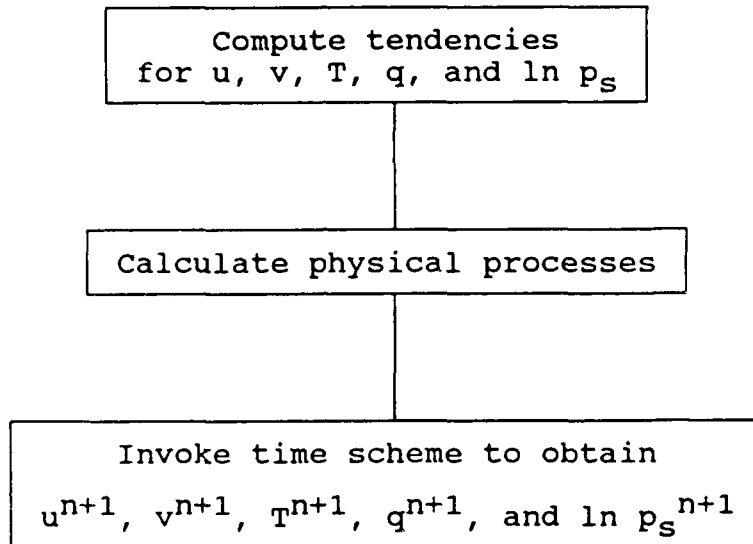 Compute tendencies
for u, v, T, q, and ln pₛ
Calculate physical processes
Invoke time scheme to obtain
uⁿ⁺¹, vⁿ⁺¹, Tⁿ⁺¹, qⁿ⁺¹, and ln pₛⁿ⁺¹